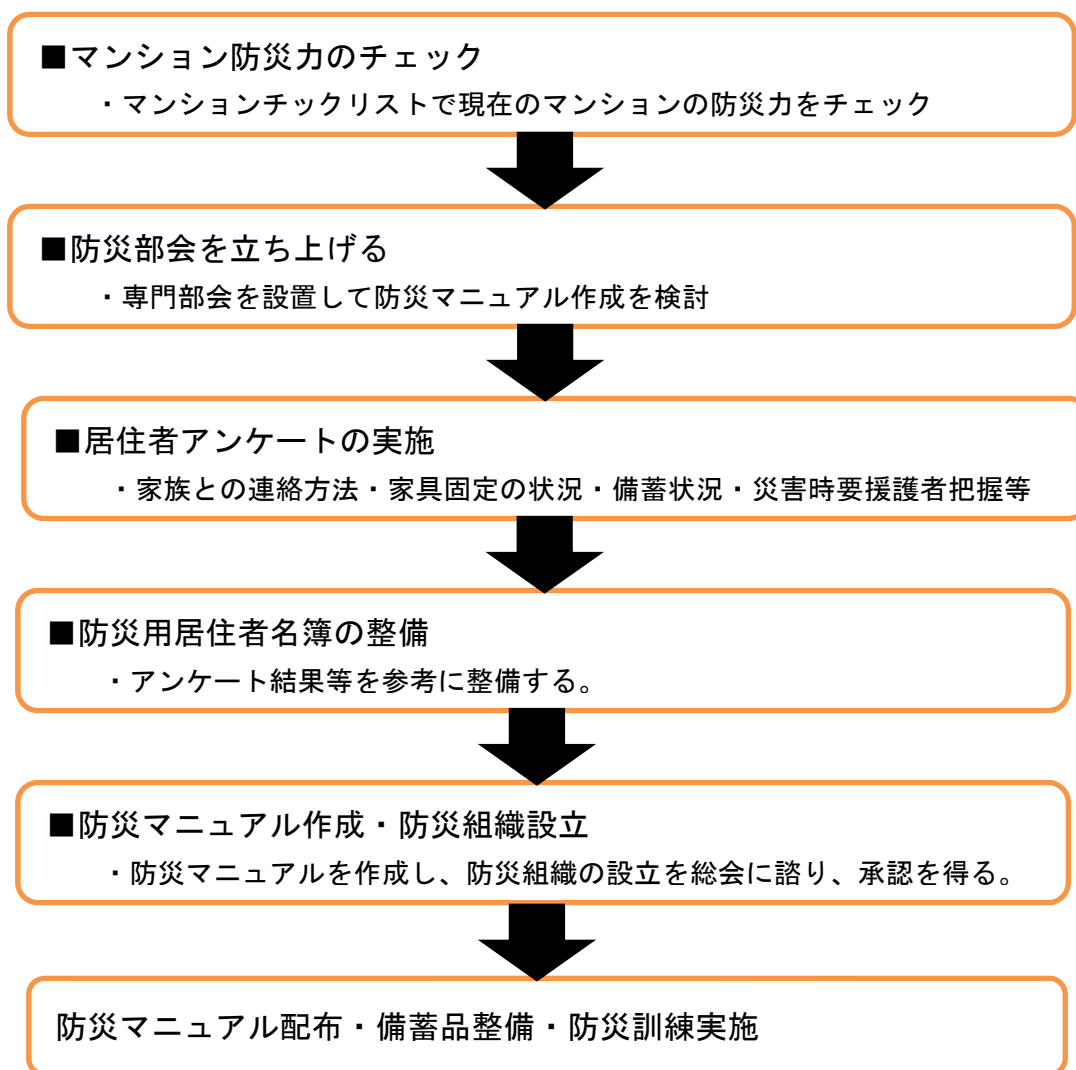 ■マンション防災力のチェック
・マンションチックリストで現在のマンションの防災力をチェック
■防災部会を立ち上げる
・専門部会を設置して防災マニュアル作成を検討
■居住者アンケートの実施
・家族との連絡方法・家具固定の状況・備蓄状況・災害時要援護者把握等
■防災用居住者名簿の整備
・アンケート結果等を参考に整備する。
■防災マニュアル作成・防災組織設立
・防災マニュアルを作成し、防災組織の設立を総会に諮り、承認を得る。
防災マニュアル配布・備蓄品整備・防災訓練実施